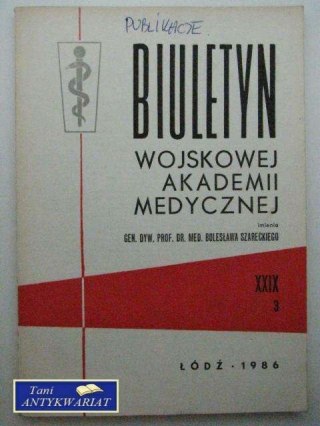 PUBLIKACJE
BIULETYN
WOJSKOWEJ
AKADEMII
MEDYCZNEJ
imienia
GEN. DYW. PROF. DR. MED. BOLESŁAWA SZARECKIEGO
XXIX
3
ŁÓDŹ - 1986
Tani
ANTYKWARIAT